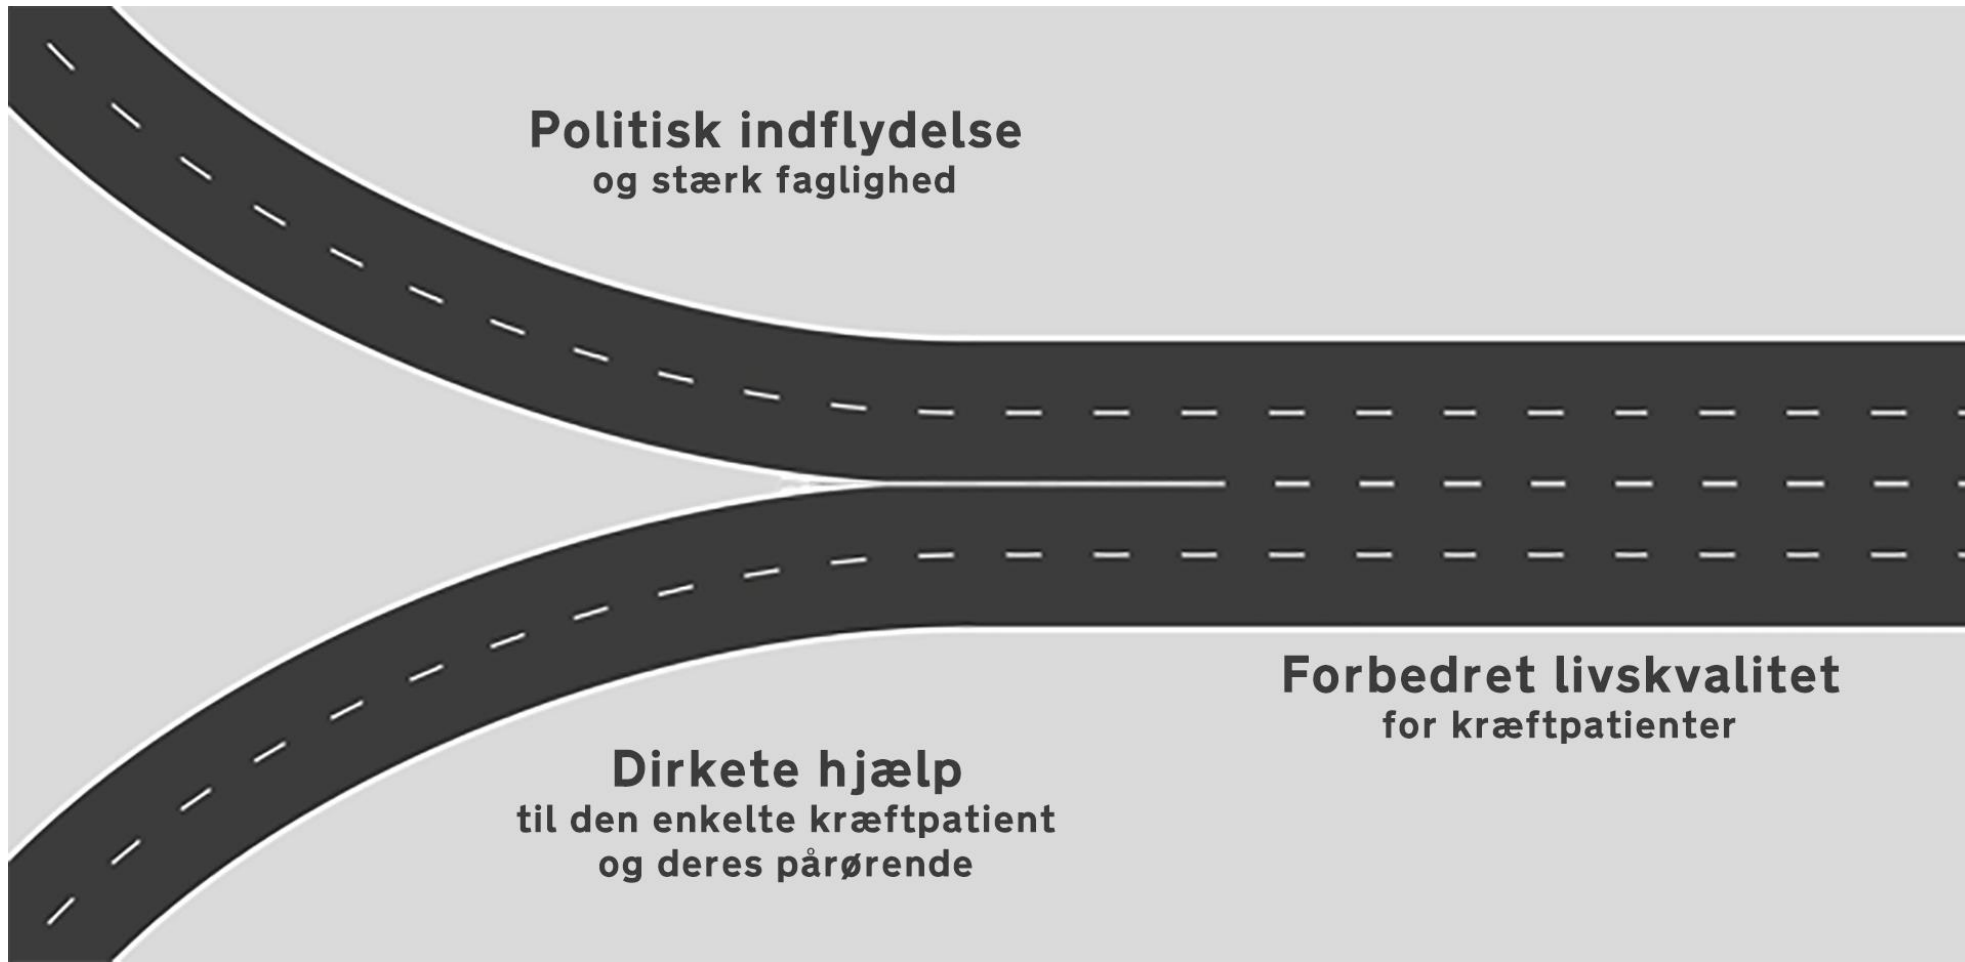 Politisk indflydelse
og stærk faglighed
Forbedret livskvalitet
for kræftpatienter
Dirkete hjælp
til den enkelte kræftpatient
og deres pårørende